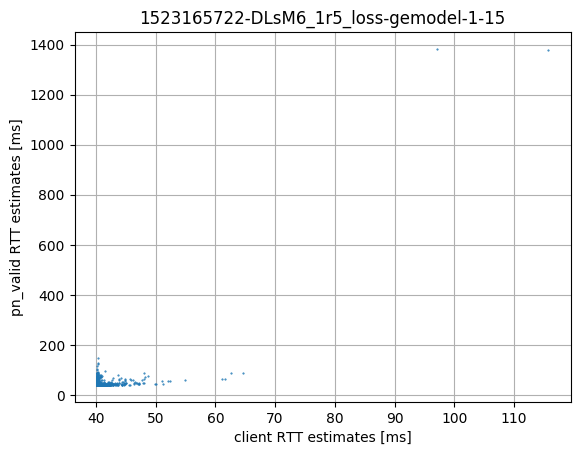 1523165722-DLsM6_1r5_loss-gemodel-1-15
1400
1200
1000
800
600
400
200
0
pn_valid RTT estimates [ms]
40 50 60 70 80 90 100 110
client RTT estimates [ms]